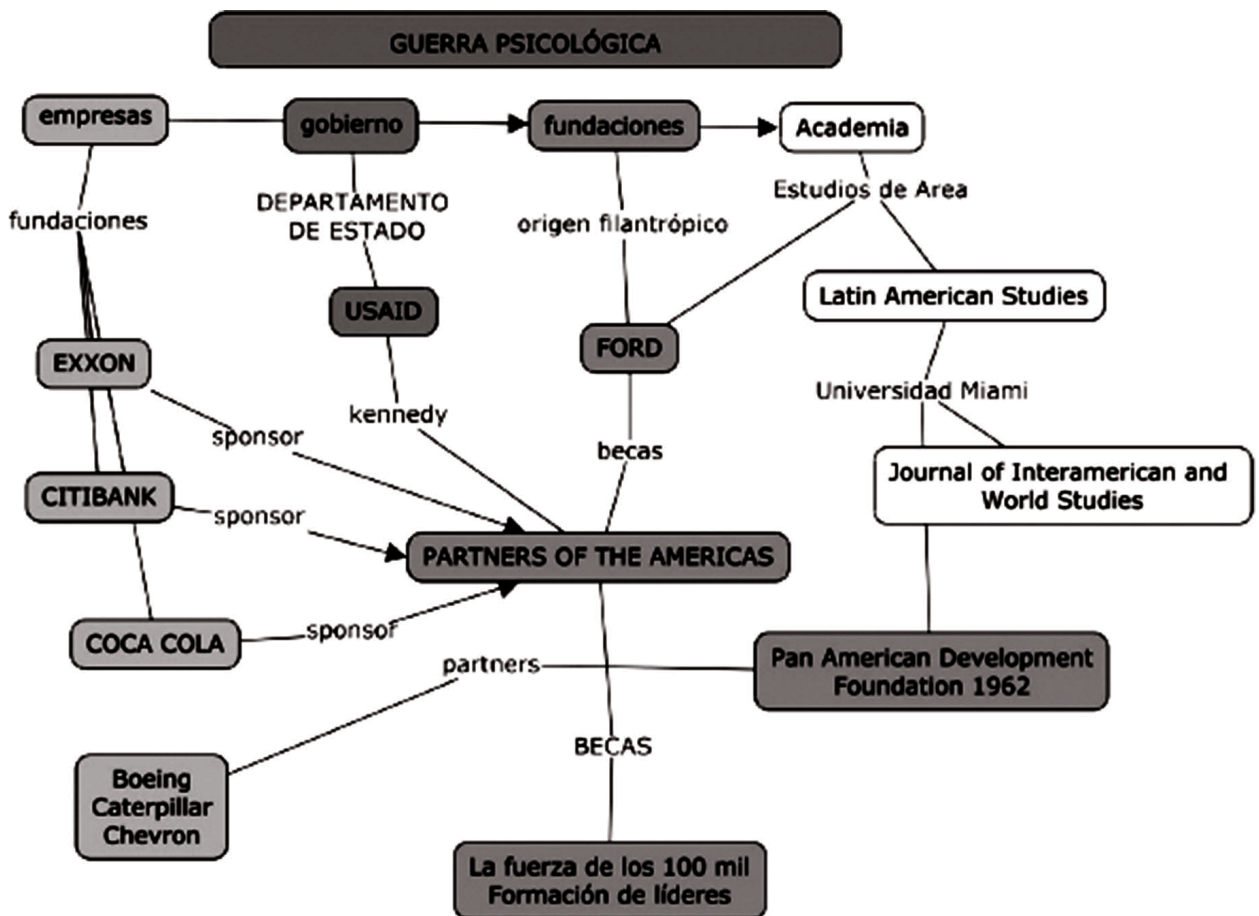 GUERRA PSICOLÓGICA
empresas
gobierno
fundaciones
Academia
fundaciones
DEPARTAMENTO
DE ESTADO
origen filantrópico
Estudios de Area
USAID
Latin American Studies
EXXON
FORD
kennedy
Universidad Miami
sponsor
becas
CITIBANK
Journal of Interamerican and
World Studies
sponsor
PARTNERS OF THE AMERICAS
COCA COLA
sponsor
partners
Pan American Development
Foundation 1962
BECAS
Boeing
Caterpillar
Chevron
La fuerza de los 100 mil
Formación de líderes